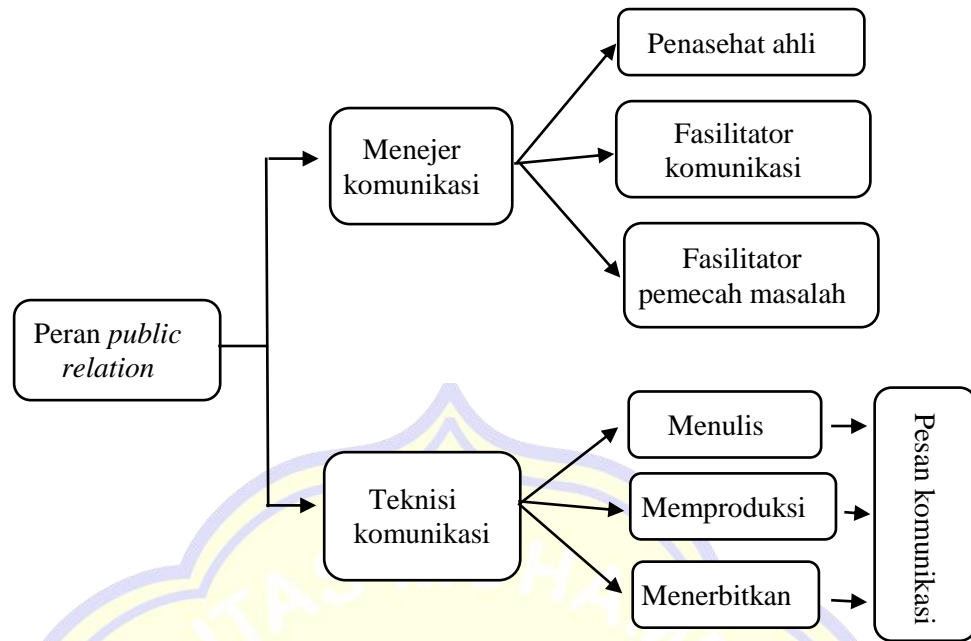 Peran public
relation
Menejer
komunikasi
Penasehat ahli
Fasilitator
komunikasi
Fasilitator
pemecah masalah
Teknisi
komunikasi
Menulis
Memproduksi
Menerbitkan
Pesan komunikasi